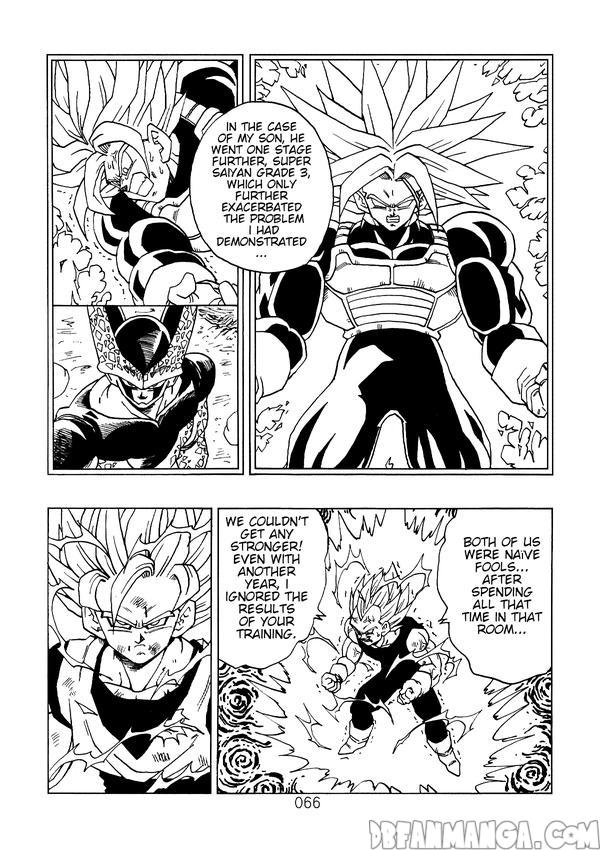 IN THE CASE
OF MY SON, HE
WENT ONE STAGE
FURTHER, SUPER
SAIYAN GRADE 3,
WHICH ONLY
FURTHER
EXACERBATED
THE PROBLEM
I HAD
DEMONSTRATED
...
BOTH OF US
WERE NAïVE
FOOLS...
AFTER
SPENDING
ALL THAT
TIME IN THAT
ROOM...
WE COULDN'T
GET ANY
STRONGER!
EVEN WITH
ANOTHER
YEAR, I
IGNORED THE
RESULTS
OF YOUR
TRAINING.
066
DBFANMANGA.COM